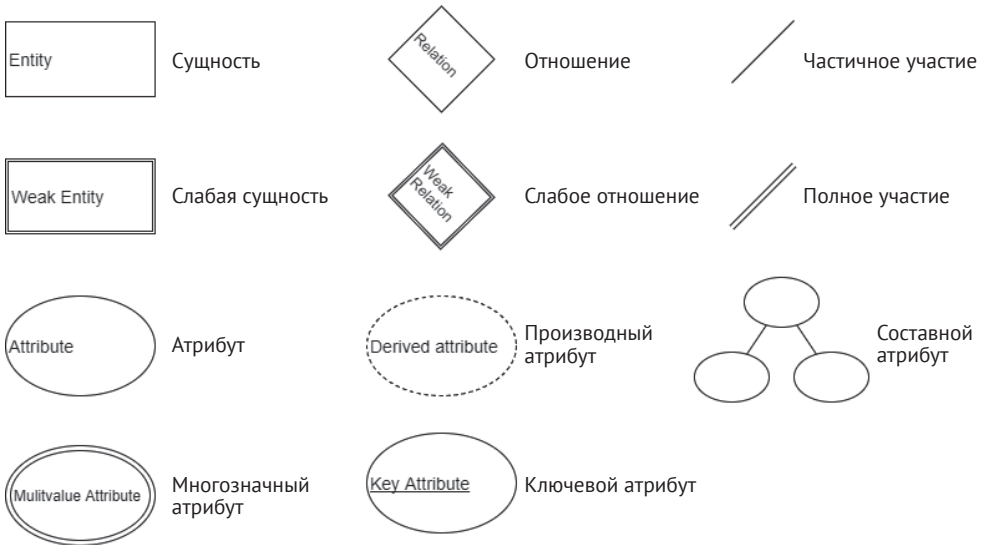 Entity
Сущность
Relation
Отношение
Частичное участие
Weak Entity
Слабая сущность
Weak
Relation
Слабое отношение
Полное участие
Attribute
Атрибут
Derived attribute
Производный
атрибут
Составной
атрибут
Mulitvalue Attribute
Многозначный
атрибут
Key Attribute
Ключевой атрибут